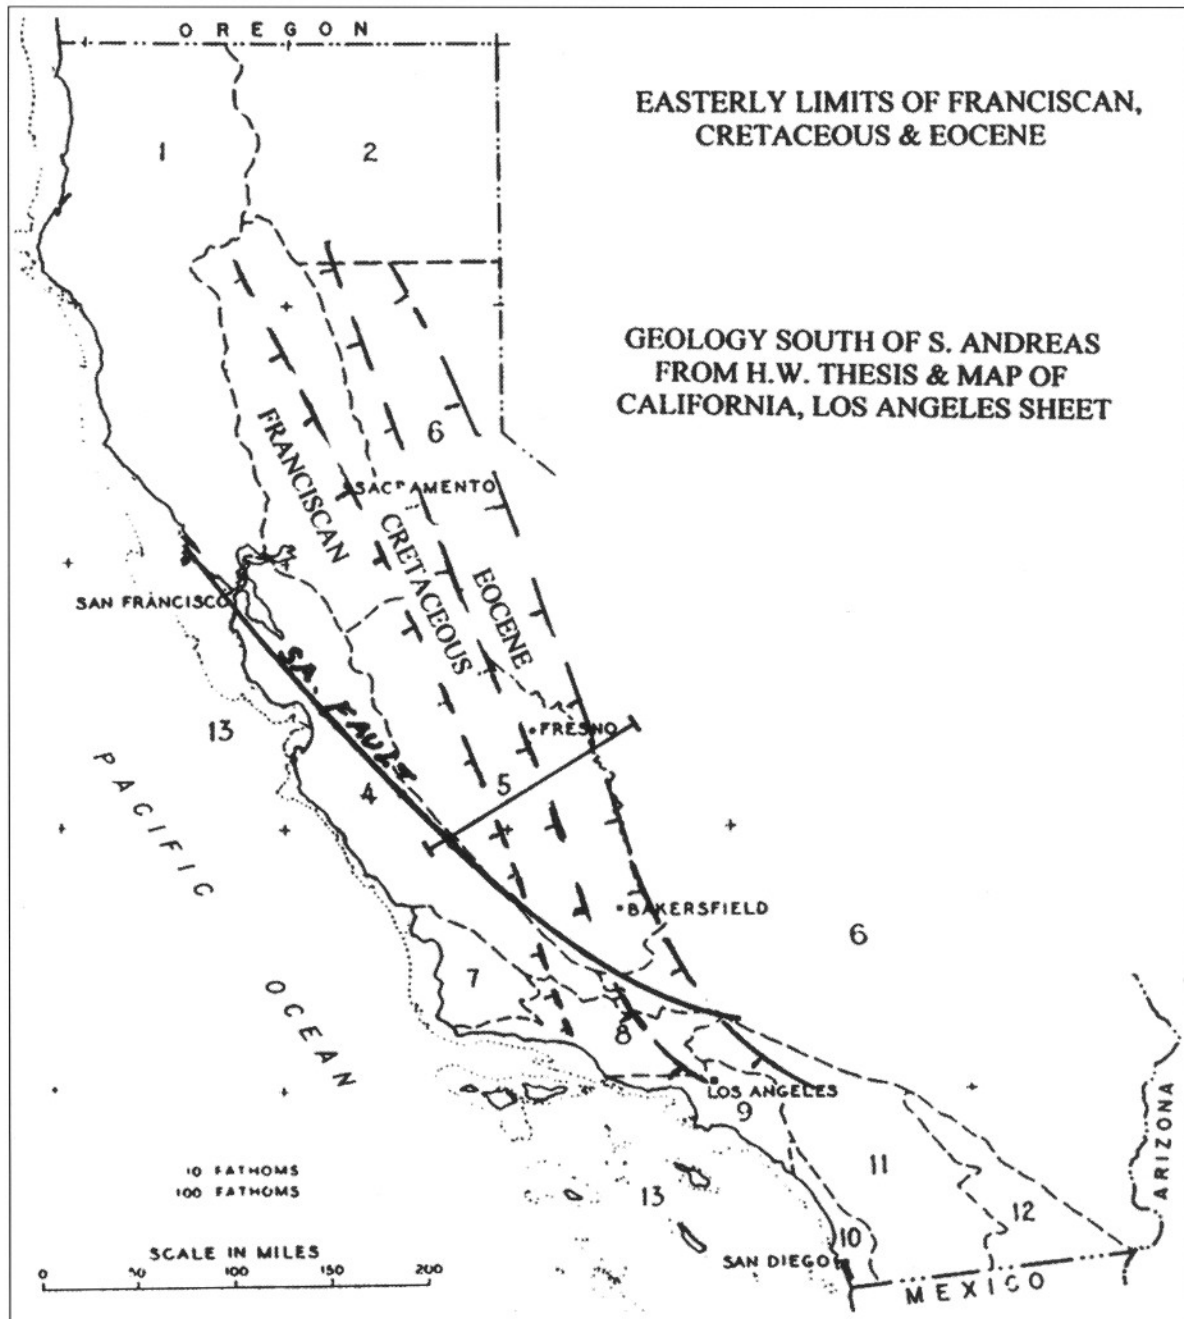 OREGON
EASTERLY LIMITS OF FRANCISCAN,
CRETACEOUS & EOCENE
1
2
GEOLOGY SOUTH OF S. ANDREAS
FROM H.W. THESIS & MAP OF
CALIFORNIA, LOS ANGELES SHEET
6
FRANCISCAN
SACRAMENTO
CRETACEOUS
EOCENE
SAN FRANCISCO
SA. FAULT
13
FRESNO
5
4
PACIFIC
OCEAN
BAKERSFIELD
6
7
8
LOS ANGELES
9
ARIZONA
11
10 FATHOMS
100 FATHOMS
13
12
10
SCALE IN MILES
0 50 100 150 200
SAN DIEGO
MEXICO